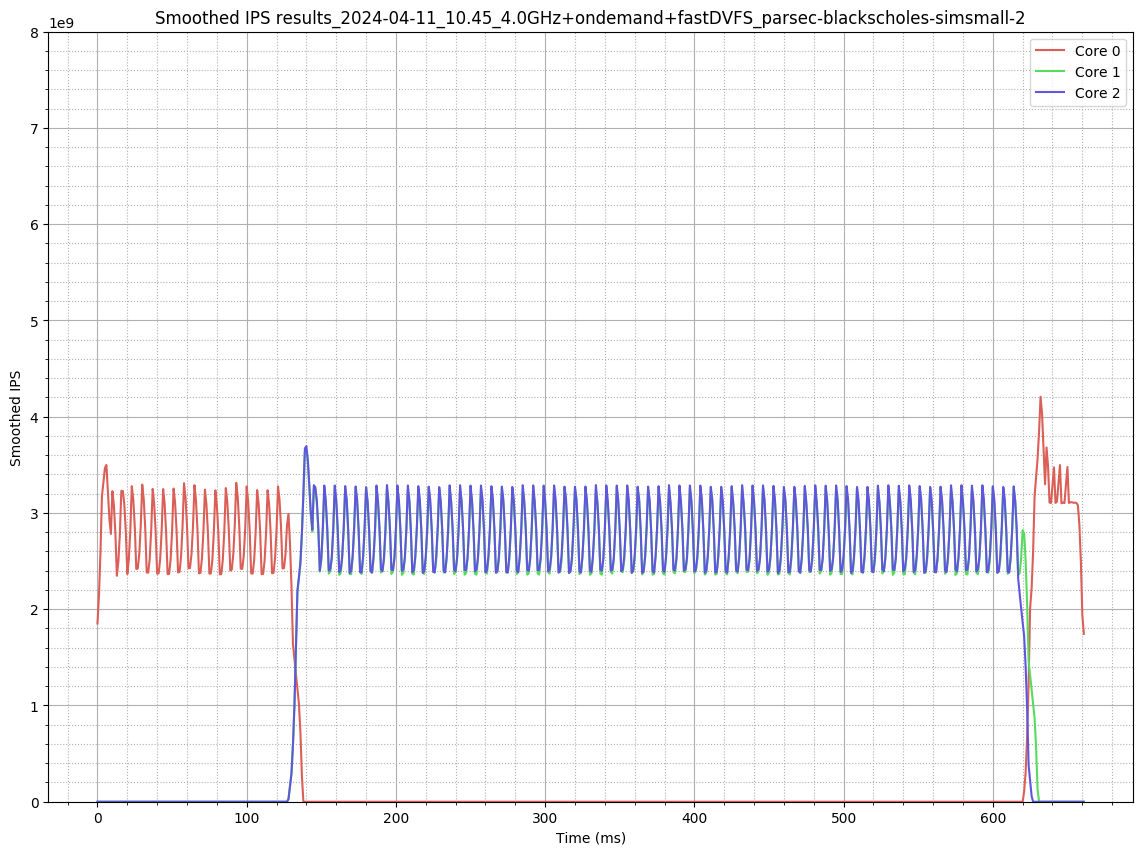 Smoothed IPS results_2024-04-11_10.45_4.0GHz+ondemand+fastDVFS_parsec-blackscholes-simsmall-2
1e9
8
7
6
5
4
3
2
1
0
Smoothed IPS
Core 0
Core 1
Core 2
0 100 200 300 400 500 600
Time (ms)